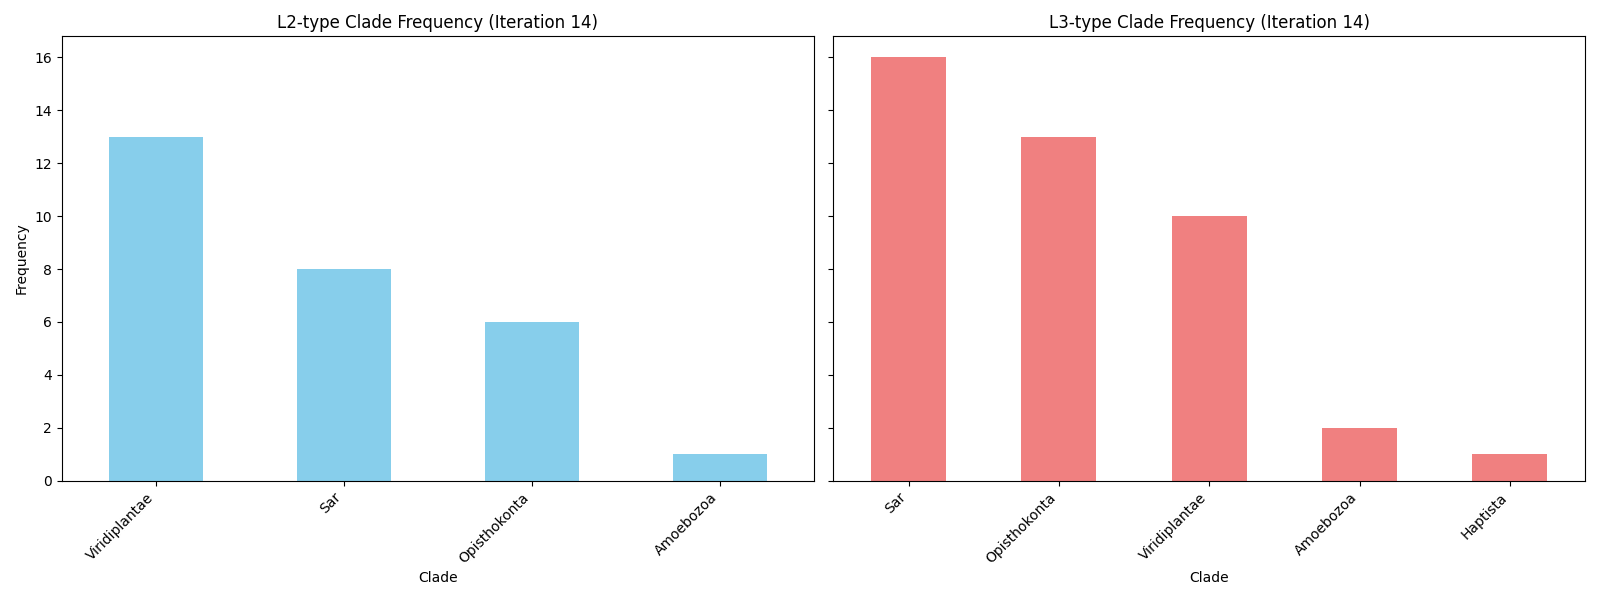 L2-type Clade Frequency (Iteration 14)
Frequency
16
14
12
10
8
6
4
2
0
Viridiplantae
Sar
Opisthokonta
Amoebozoa
Clade
L3-type Clade Frequency (Iteration 14)
Sar
Opisthokonta
Viridiplantae
Amoebozoa
Haptista
Clade